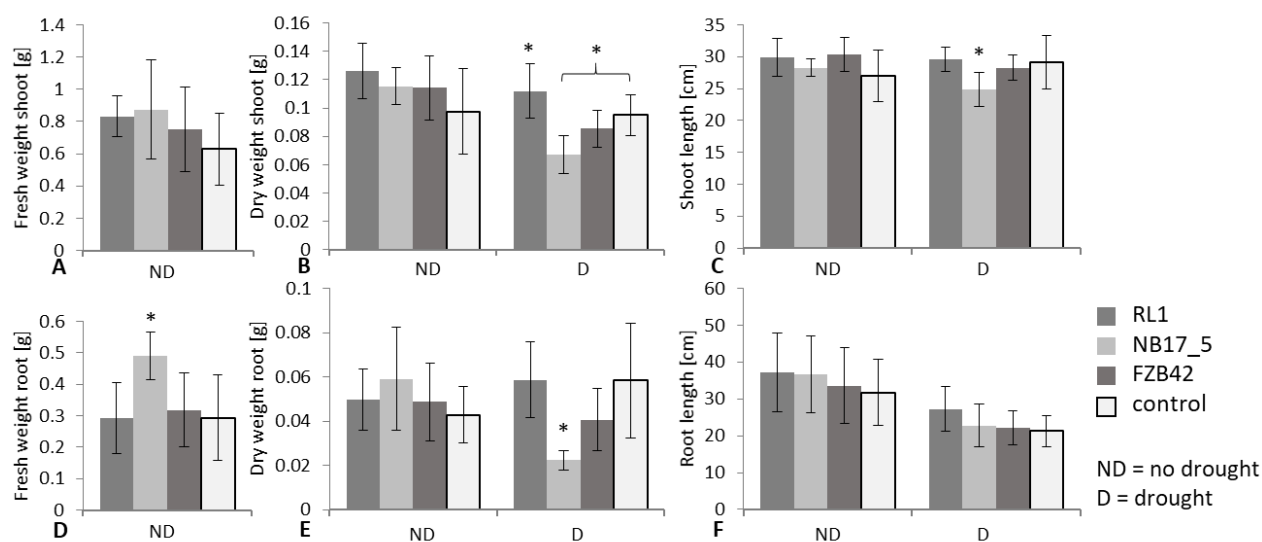 Fresh weight shoot [g]
1.4
1.2
1
0.8
0.6
0.4
0.2
0
A
ND
Dry weight shoot [g]
0.16
0.14
0.12
0.1
0.08
0.06
0.04
0.02
0
* *
B
ND D
Shoot length [cm]
35
30
25
20
15
10
5
0
*
C
ND D
Fresh weight root [g]
0.6
0.5
0.4
0.3
0.2
0.1
0
*
D
ND
Dry weight root [g]
0.1
0.08
0.06
0.04
0.02
0
*
E
ND D
Root length [cm]
60
50
40
30
20
10
0
F
ND D
RL1
NB17_5
FZB42
control
ND = no drought
D = drought